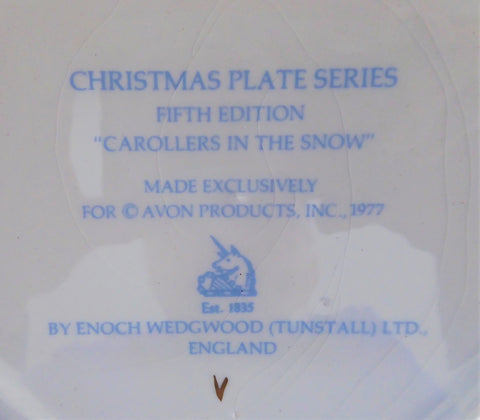 CHRISTMAS PLATE SERIES
FIFTH EDITION
"CAROLLERS IN THE SNOW"
MADE EXCLUSIVELY
FOR © AVON PRODUCTS, INC., 1977
Est. 1835
BY ENOCH WEDGWOOD (TUNSTALL) LTD.,
ENGLAND
V